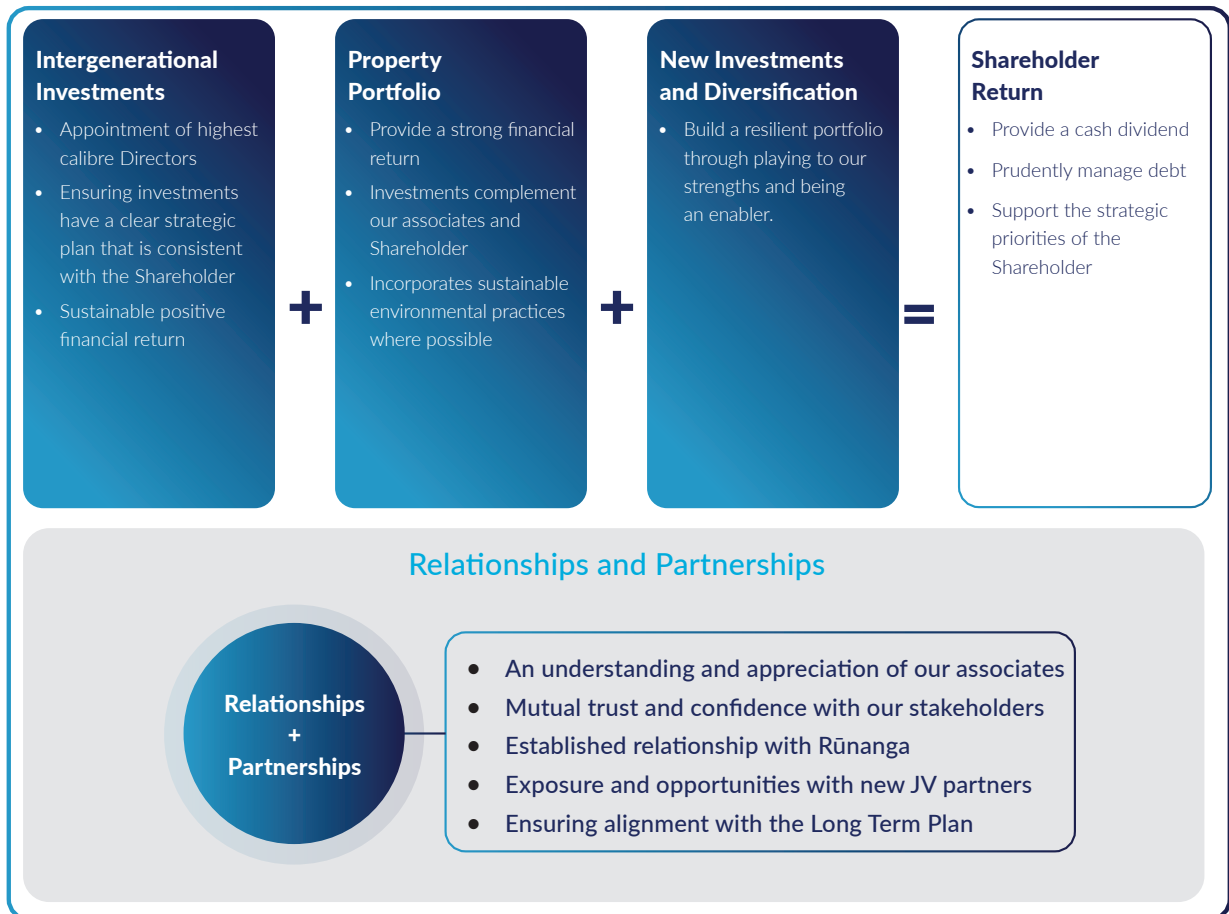 Intergenerational
Investments
• Appointment of highest
calibre Directors
• Ensuring investments
have a clear strategic
plan that is consistent
with the Shareholder
• Sustainable positive
financial return
+
Property
Portfolio
• Provide a strong financial
return
• Investments complement
our associates and
Shareholder
• Incorporates sustainable
environmental practices
where possible
+
New Investments
and Diversification
• Build a resilient portfolio
through playing to our
strengths and being
an enabler.
=
Shareholder
Return
• Provide a cash dividend
• Prudently manage debt
• Support the strategic
priorities of the
Shareholder
Relationships and Partnerships
Relationships
+
Partnerships
• An understanding and appreciation of our associates
• Mutual trust and confidence with our stakeholders
• Established relationship with Rūnanga
• Exposure and opportunities with new JV partners
• Ensuring alignment with the Long Term Plan